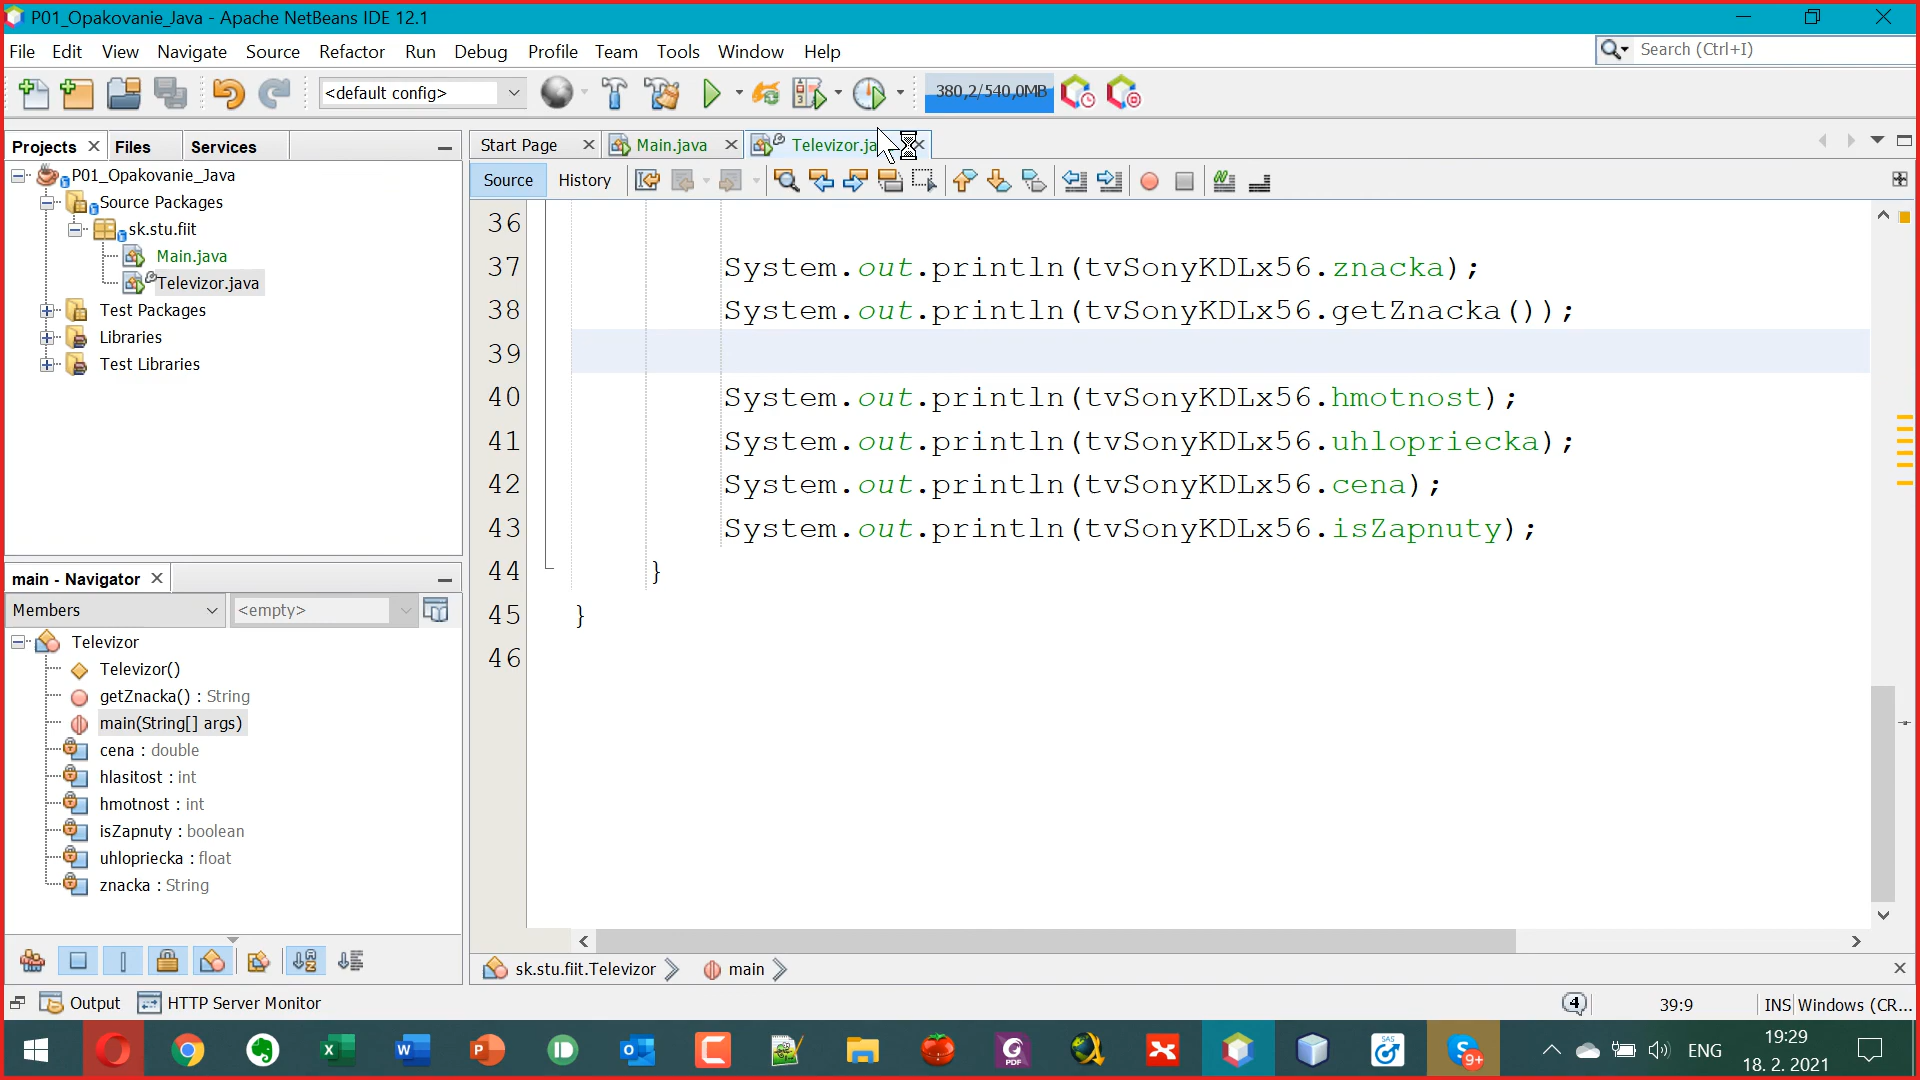 P01_Opakovanie_Java - Apache NetBeans IDE 12.1
File Edit View Navigate Source Refactor Run Debug Profile Team Tools Window Help
Search (Ctrl+I)
<default config>
380,2/540,0MB
Projects Files Services
Start Page Main.java Televizor.ja
Source History
P01_Opakovanie_Java
Source Packages
sk.stu.fiit
Main.java
Televizor.java
Test Packages
Libraries
Test Libraries
36
37 System.out.println(tvSonyKDLx56.znacka);
38 System.out.println(tvSonyKDLx56.getZnacka());
39
40 System.out.println(tvSonyKDLx56.hmotnost);
41 System.out.println(tvSonyKDLx56.uhlopriecka);
42 System.out.println(tvSonyKDLx56.cena);
43 System.out.println(tvSonyKDLx56.isZapnuty);
44 }
45 }
46
main - Navigator
Members <empty>
Televizor
Televizor()
getZnacka() : String
main(String[] args)
cena : double
hlasitost : int
hmotnost : int
isZapnuty : boolean
uhlopriecka : float
znacka : String
sk.stu.fiit.Televizor main
Output HTTP Server Monitor
4 39:9 INS Windows (CR...
9+ ENG 19:29
18. 2. 2021